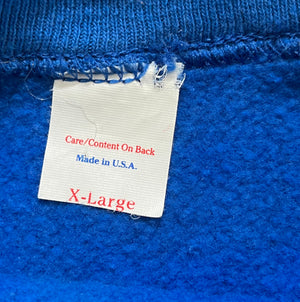 Care/Content On Back
Made in U.S.A.
X-Large